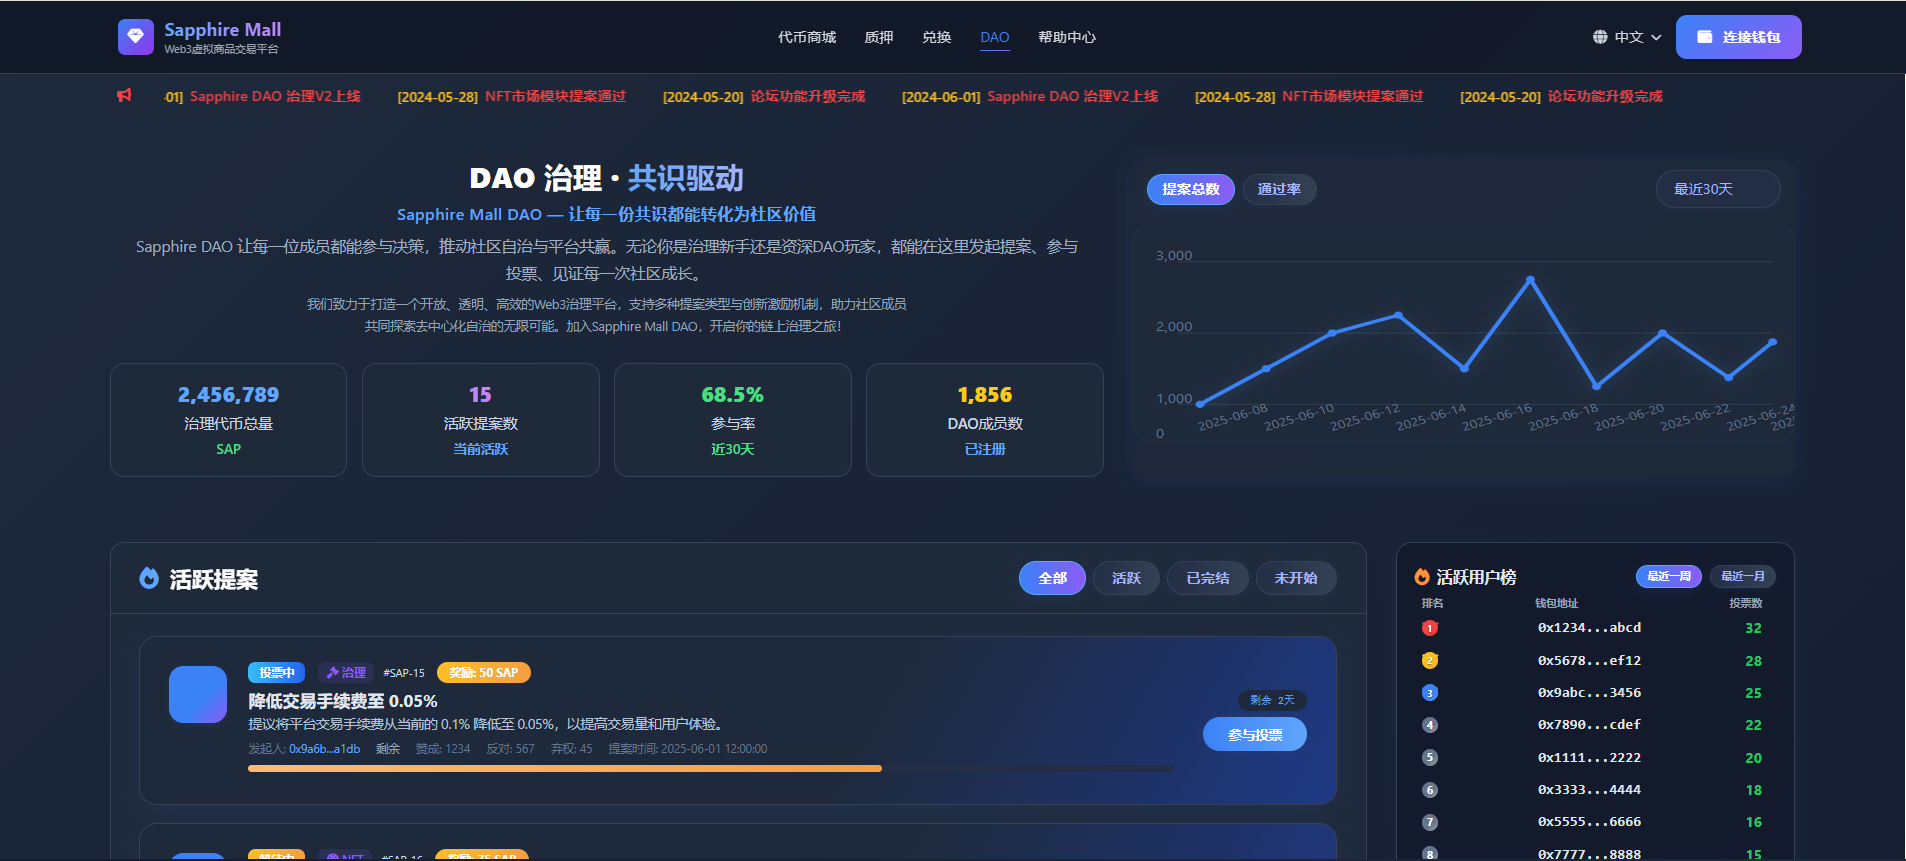 Sapphire Mall
Web3虚拟商品交易平台
代币商城 质押 兑换 DAO 帮助中心
中文
连接钱包
-01] Sapphire DAO 治理V2上线 [2024-05-28] NFT市场模块提案通过 [2024-05-20] 论坛功能升级完成 [2024-06-01] Sapphire DAO 治理V2上线 [2024-05-28] NFT市场模块提案通过 [2024-05-20] 论坛功能升级完成
DAO 治理 · 共识驱动
Sapphire Mall DAO — 让每一份共识都能转化为社区价值
Sapphire DAO 让每一位成员都能参与决策，推动社区自治与平台共赢。无论你是治理新手还是资深DAO玩家，都能在这里发起提案、参与
投票、见证每一次社区成长。
我们致力于打造一个开放、透明、高效的Web3治理平台，支持多种提案类型与创新激励机制，助力社区成员
共同探索去中心化自治的无限可能。加入Sapphire Mall DAO，开启你的链上治理之旅！
2,456,789
治理代币总量
SAP
15
活跃提案数
当前活跃
68.5%
参与率
近30天
1,856
DAO成员数
已注册
提案总数 通过率 最近30天
3,000
2,000
1,000
0
2025-06-08 2025-06-10 2025-06-12 2025-06-14 2025-06-16 2025-06-18 2025-06-20 2025-06-22 2025-06-24 202
活跃提案
全部 活跃 已完结 未开始
投票中 治理 #SAP-15 奖励: 50 SAP
降低交易手续费至 0.05%
提议将平台交易手续费从当前的 0.1% 降低至 0.05%，以提高交易量和用户体验。
发起人: 0x9a6b...a1db 剩余 赞成: 1234 反对: 567 弃权: 45 提案时间: 2025-06-01 12:00:00
剩余 2天
参与投票
NFT #SAP-16 奖励: 75 SAP
活跃用户榜
最近一周 最近一月
排名 钱包地址 投票数
1 0x1234...abcd 32
2 0x5678...ef12 28
3 0x9abc...3456 25
4 0x7890...cdef 22
5 0x1111...2222 20
6 0x3333...4444 18
7 0x5555...6666 16
8 0x7777...8888 15